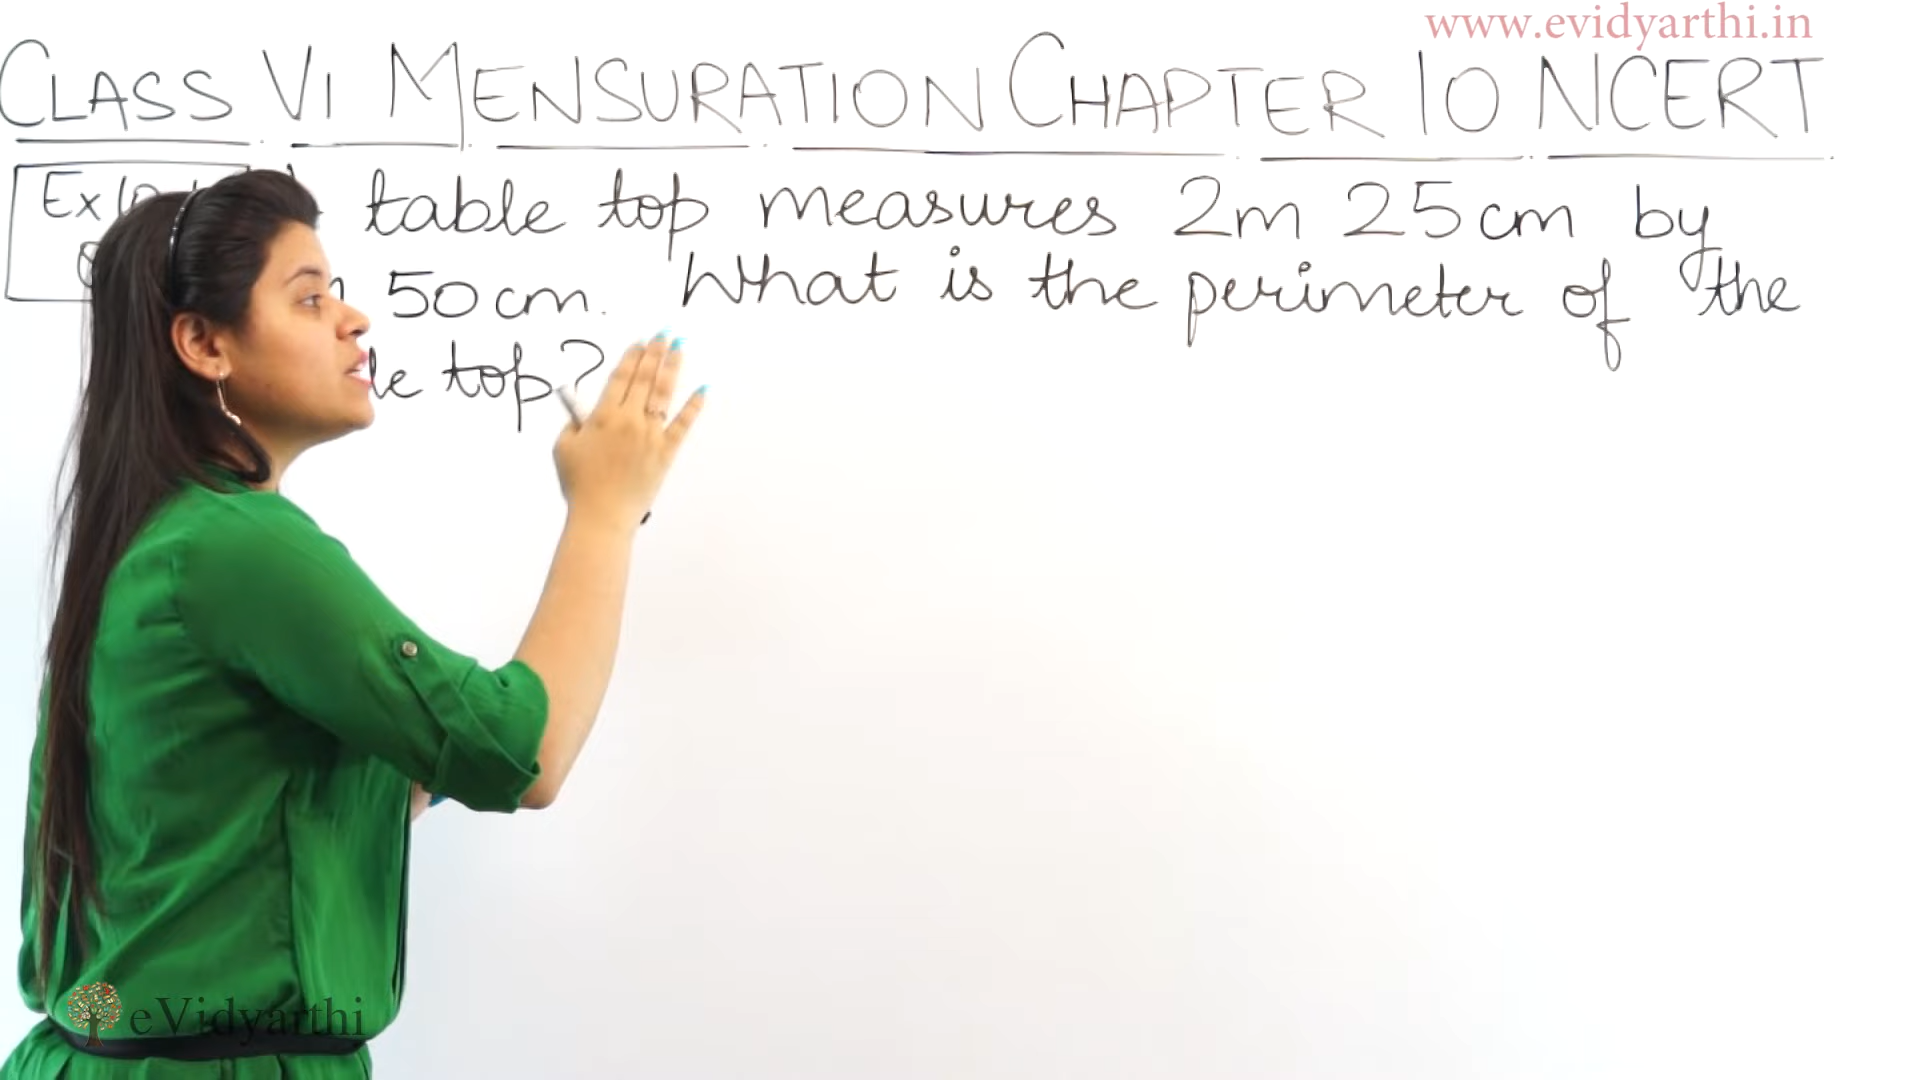 www.evidyarthi.in
CLASS VI MENSURATION CHAPTER 10 NCERT
Ex table top measures 2m 25cm by
50cm. What is the perimeter of the
top?
eVidyarthi